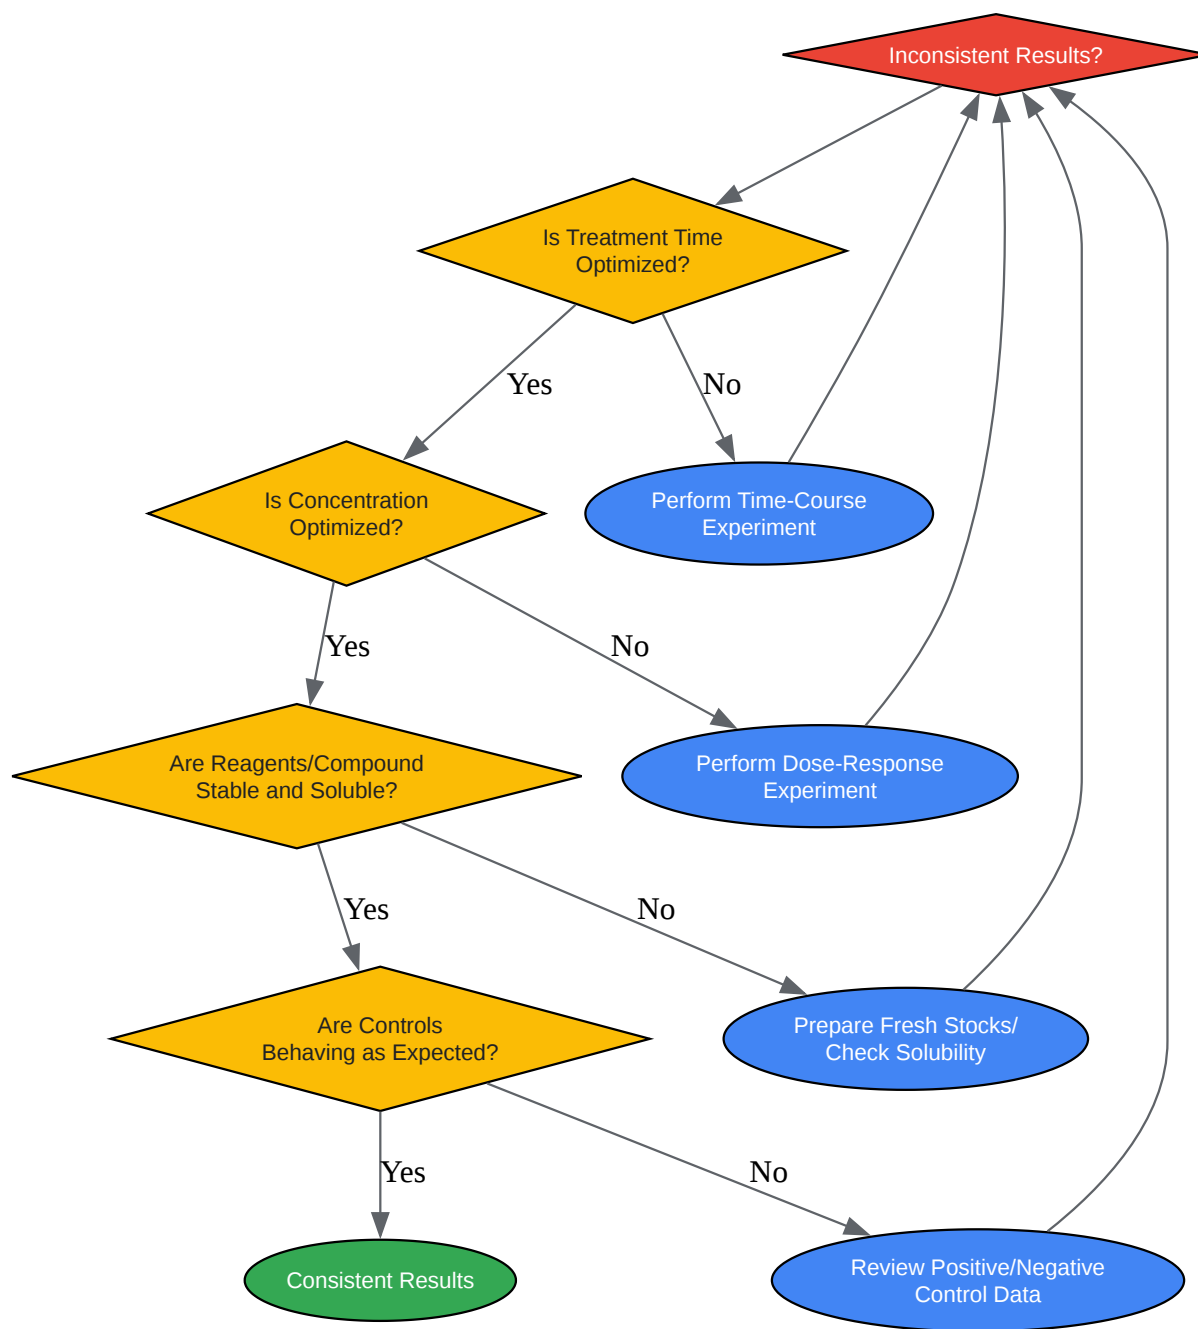 Inconsistent Results?
Is Treatment Time
Optimized?
Yes
No
Is Concentration
Optimized?
Perform Time-Course
Experiment
Yes
No
Are Reagents/Compound
Stable and Soluble?
Perform Dose-Response
Experiment
Yes
No
Are Controls
Behaving as Expected?
Prepare Fresh Stocks/
Check Solubility
Yes
No
Consistent Results
Review Positive/Negative
Control Data